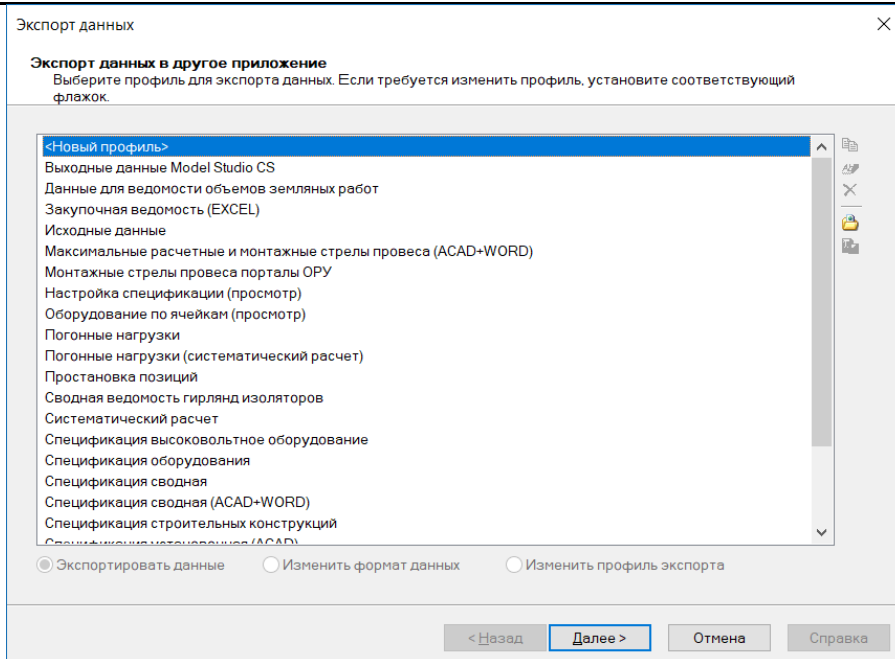 Экспорт данных
Экспорт данных в другое приложение
Выберите профиль для экспорта данных. Если требуется изменить профиль, установите соответствующий
флажок.
<Новый профиль>
Выходные данные Model Studio CS
Данные для ведомости объемов земляных работ
Закупочная ведомость (EXCEL)
Исходные данные
Максимальные расчетные и монтажные стрелы провеса (ACAD+WORD)
Монтажные стрелы провеса порталы ОРУ
Настройка спецификации (просмотр)
Оборудование по ячейкам (просмотр)
Погонные нагрузки
Погонные нагрузки (систематический расчет)
Простановка позиций
Сводная ведомость гирлянд изоляторов
Систематический расчет
Спецификация высоковольтное оборудование
Спецификация оборудования
Спецификация сводная
Спецификация сводная (ACAD+WORD)
Спецификация строительных конструкций
Спецификация (ACAD)
Экспортировать данные Изменить формат данных Изменить профиль экспорта
< Назад Далее > Отмена Справка